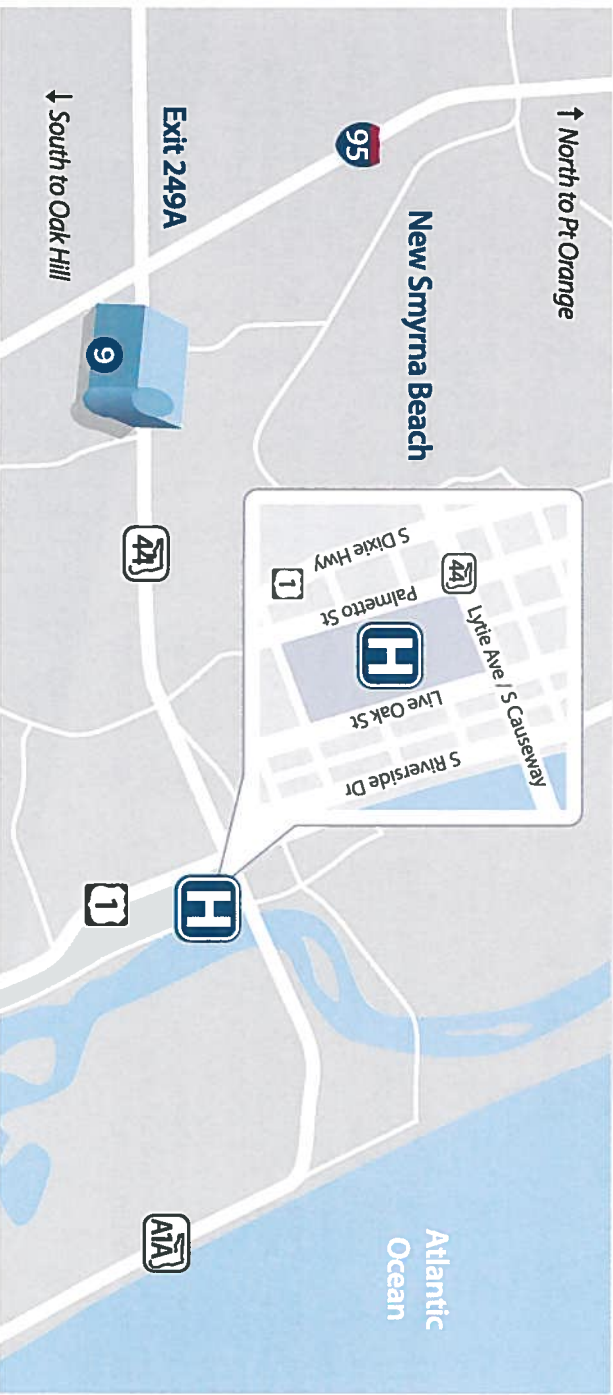 ↑ North to Pt Orange
Atlantic
Ocean
New Smyrna Beach
44
Lytie Ave / S Causeway
S Dixie Hwy
Palmetto St
H
Live Oak St
S Riverside Dr
1
95
Exit 249A
H
44
A1A
9
1
↓ South to Oak Hill